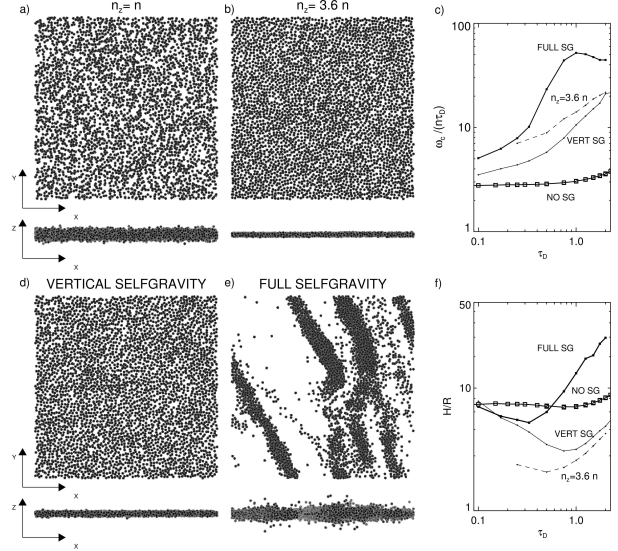 a)
n_z= n
Y
X
Z
X
b)
n_z= 3.6 n
c)
100
10
1
ω_c/(nτ_D)
FULL SG
n_z=3.6 n
VERT SG
NO SG
0.1
1.0
τ_D
d)
VERTICAL SELFGRAVITY
Y
X
Z
X
e)
FULL SELFGRAVITY
f)
50
10
1
H/R
FULL SG
NO SG
VERT SG
n_z=3.6 n
0.1
1.0
τ_D